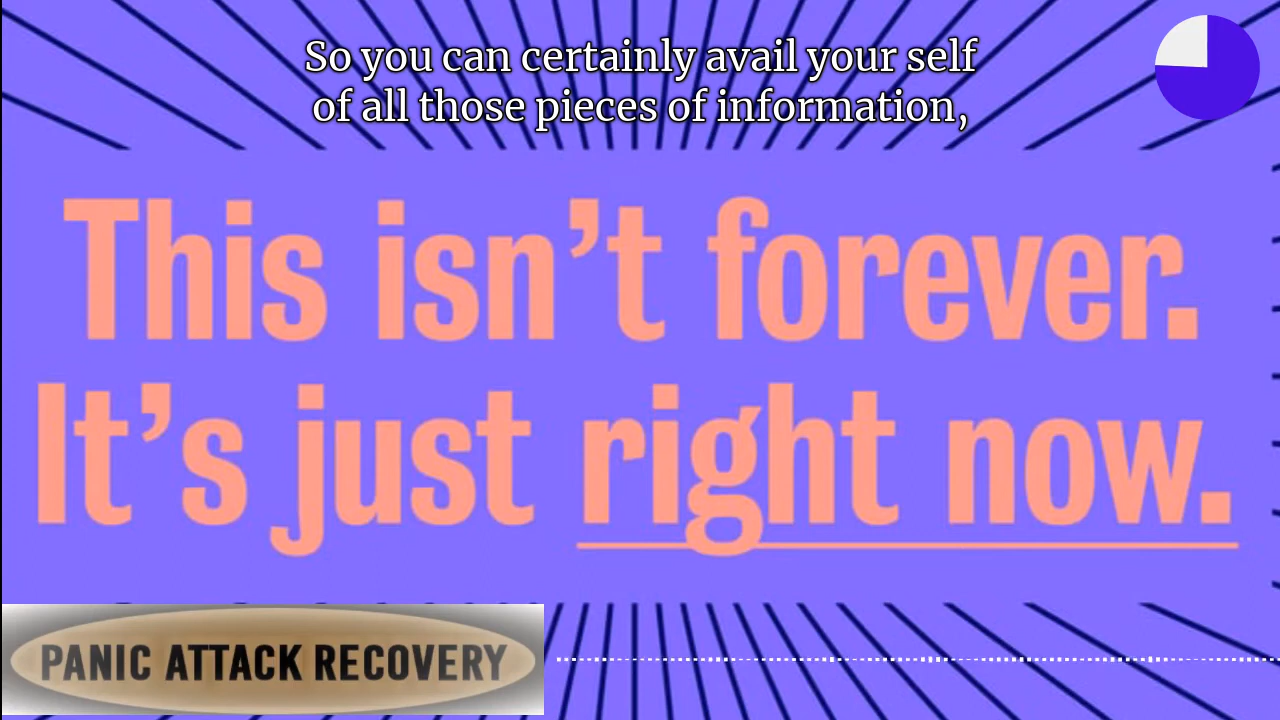 So you can certainly avail your self
of all those pieces of information,
This isn’t forever.
It’s just right now.
PANIC ATTACK RECOVERY